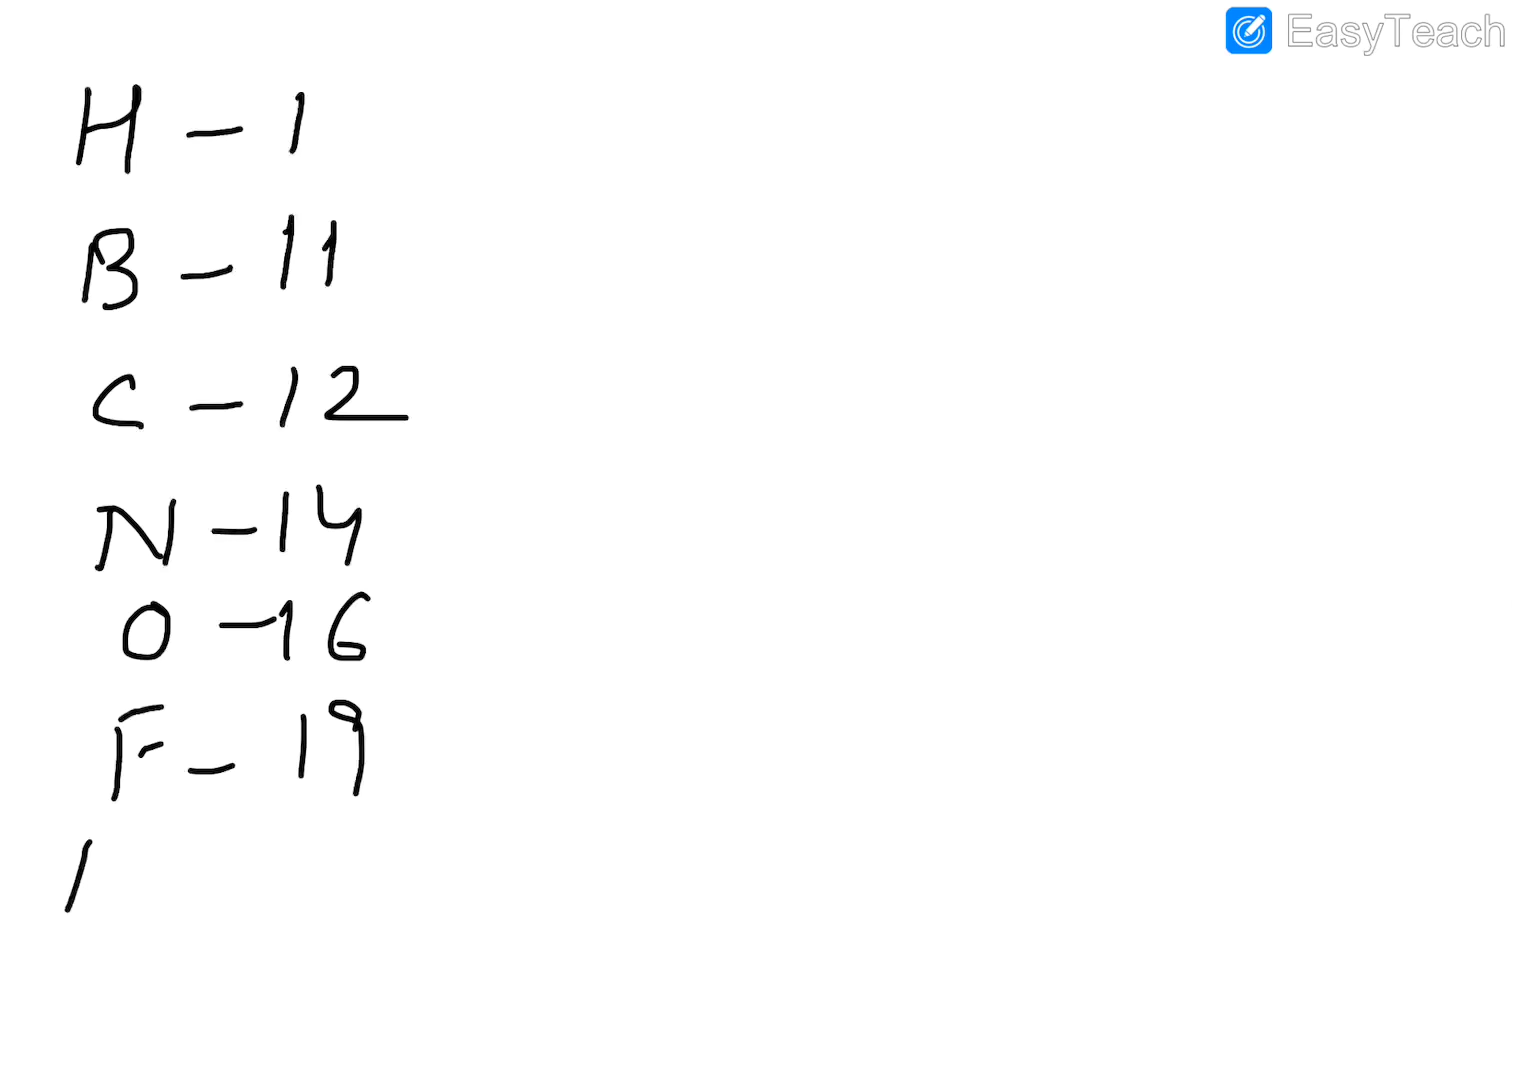 EasyTeach
H - 1
B - 11
C - 12
N - 14
O - 16
F - 19